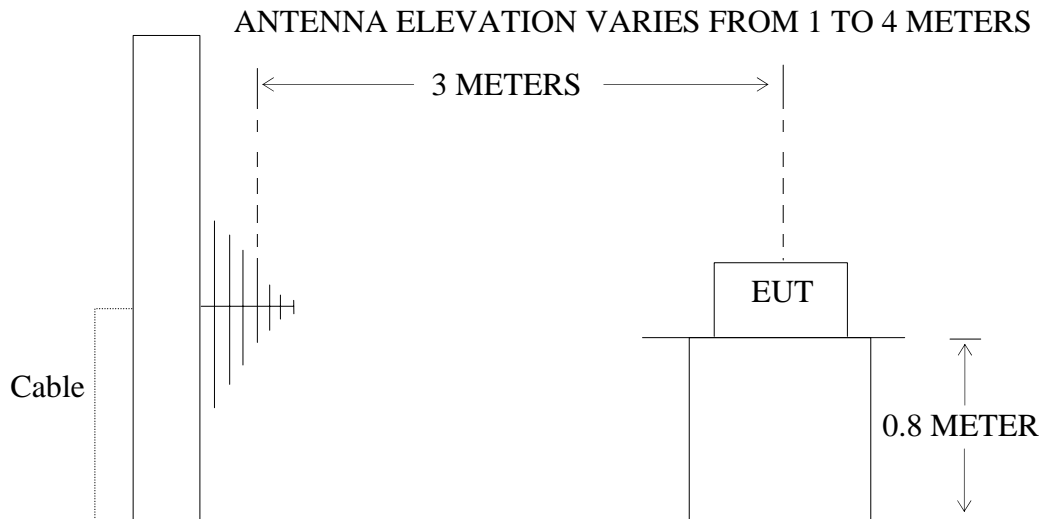 ANTENNA ELEVATION VARIES FROM 1 TO 4 METERS
3 METERS
EUT
Cable
0.8 METER